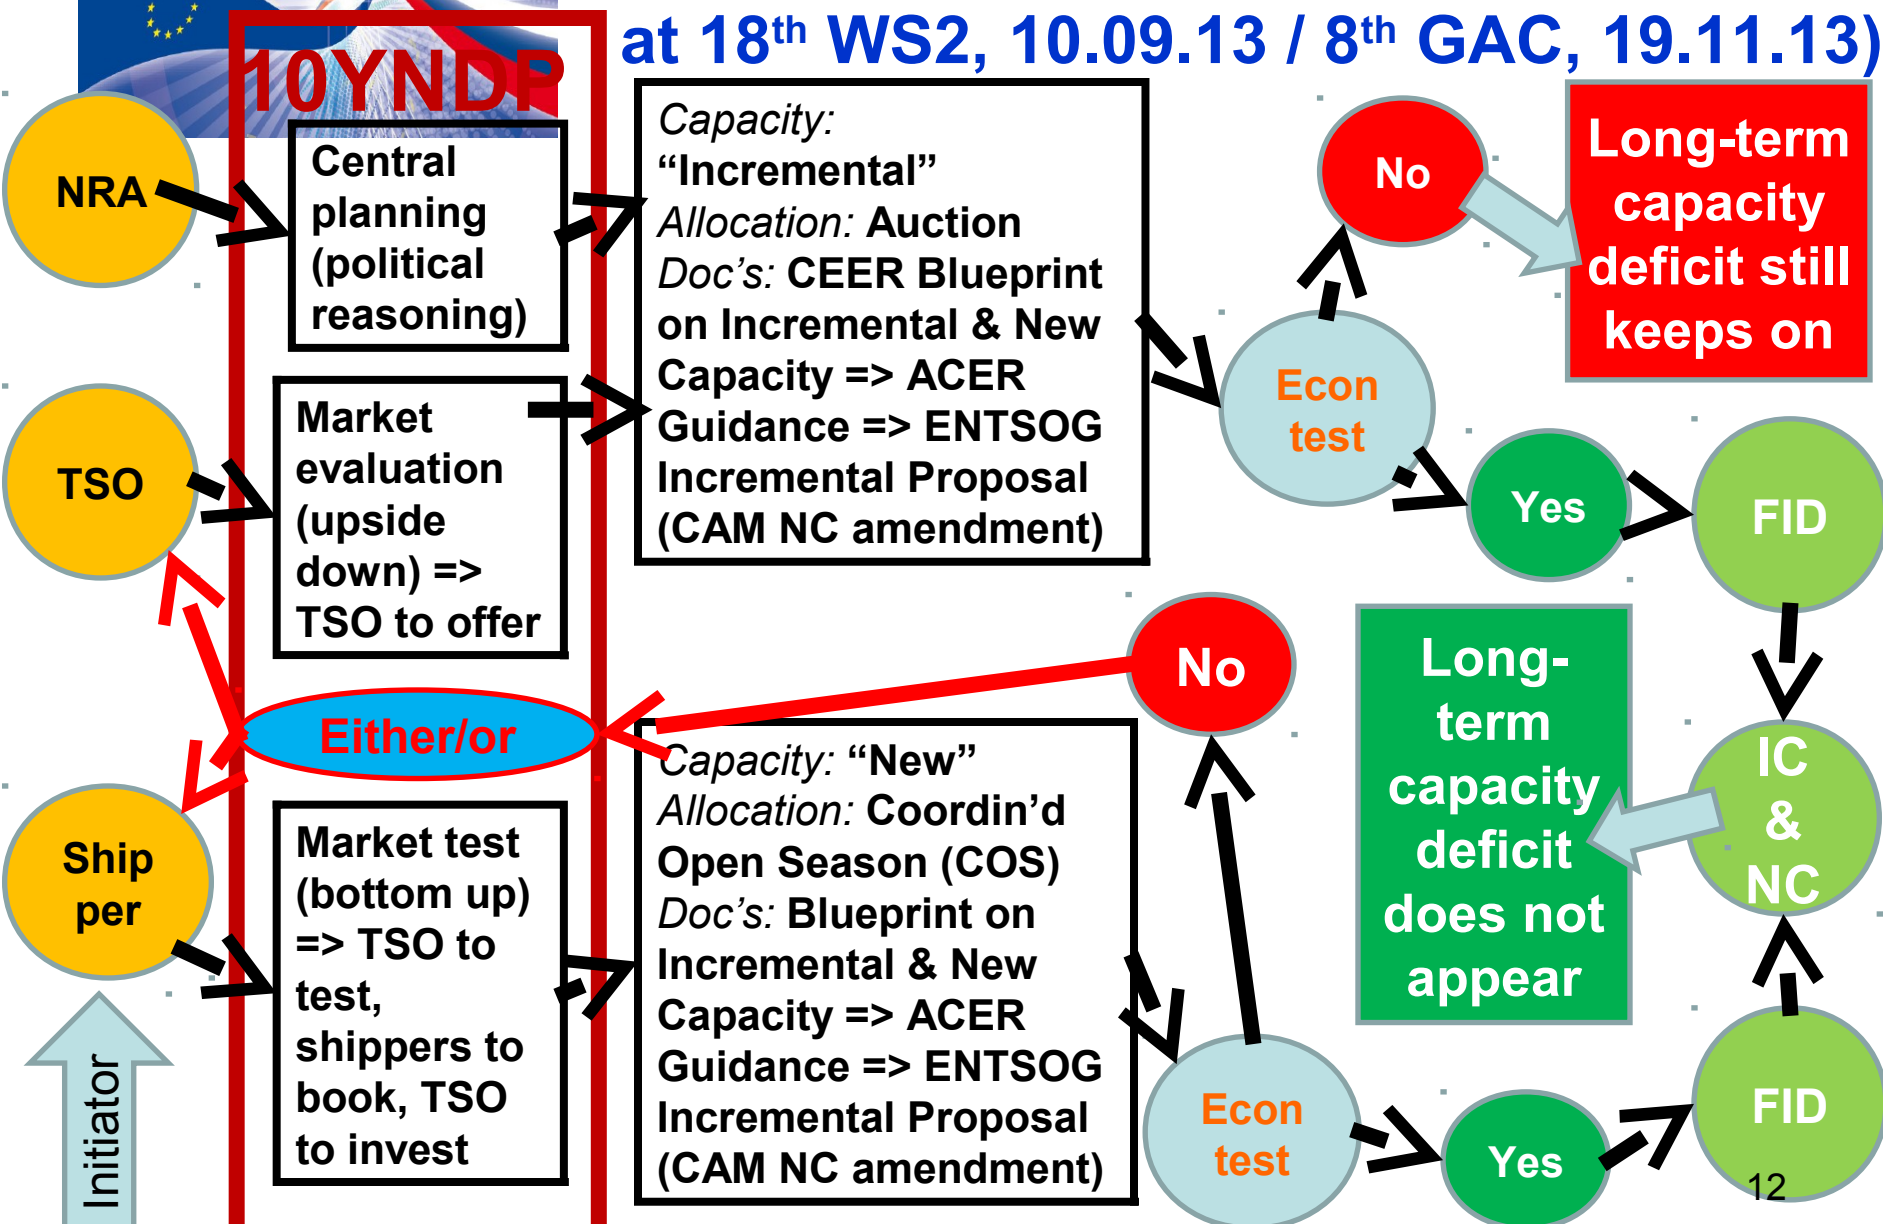 at 18th WS2, 10.09.13 / 8th GAC, 19.11.13)
10YNDP
NRA
Central
planning
(political
reasoning)
Capacity:
“Incremental”
Allocation: Auction
Doc’s: CEER Blueprint
on Incremental & New
Capacity => ACER
Guidance => ENTSOG
Incremental Proposal
(CAM NC amendment)
No
Long-term
capacity
deficit still
keeps on
TSO
Market
evaluation
(upside
down) =>
TSO to offer
Econ
test
Yes
FID
Either/or
No
Long-
term
capacity
deficit
does not
appear
IC
&
NC
Ship
per
Market test
(bottom up)
=> TSO to
test,
shippers to
book, TSO
to invest
Capacity: “New”
Allocation: Coordin’d
Open Season (COS)
Doc’s: Blueprint on
Incremental & New
Capacity => ACER
Guidance => ENTSOG
Incremental Proposal
(CAM NC amendment)
Econ
test
Yes
FID
Initiator
12